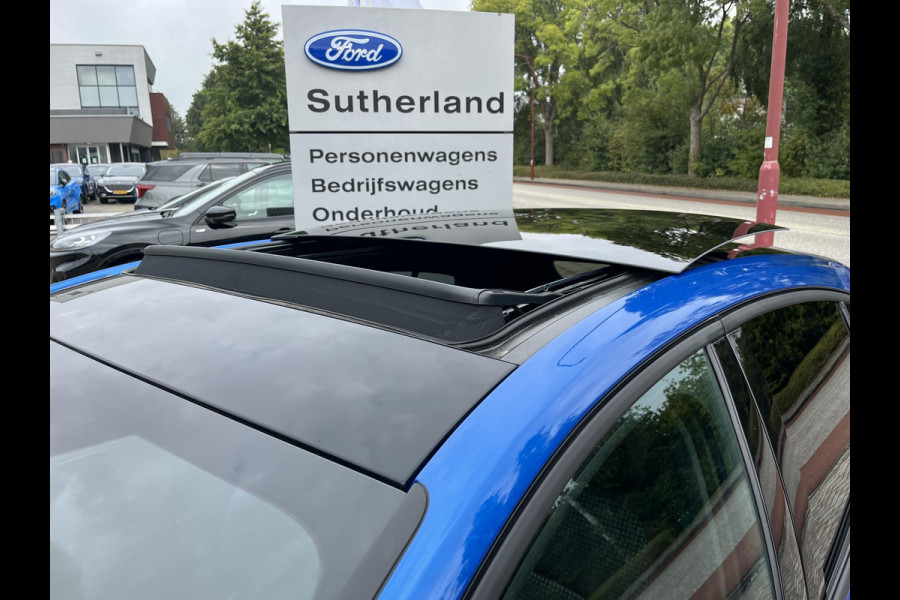 Ford
Sutherland
Personenwagens
Bedrijfswagens
Onderhoud